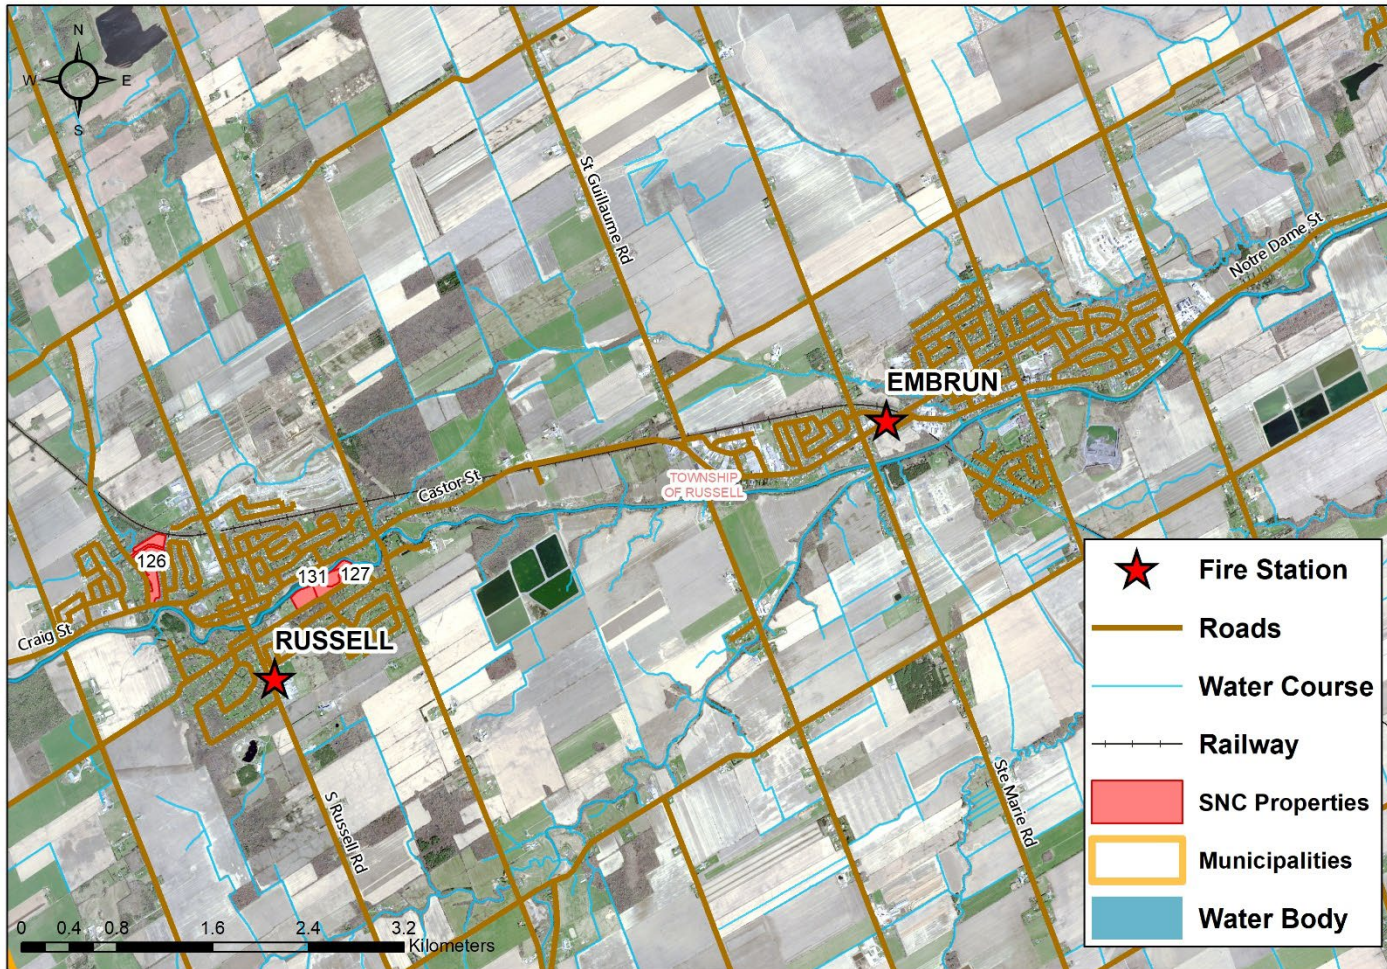 N
W
E
S
St Guillaume Rd
Notre Dame St
EMBRUN
Castor St
TOWNSHIP
OF RUSSELL
126
131
127
Craig St
RUSSELL
S Russell Rd
Ste Marie Rd
Fire Station
Roads
Water Course
Railway
SNC Properties
Municipalities
Water Body
0 0.4 0.8 1.6 2.4 3.2
Kilometers